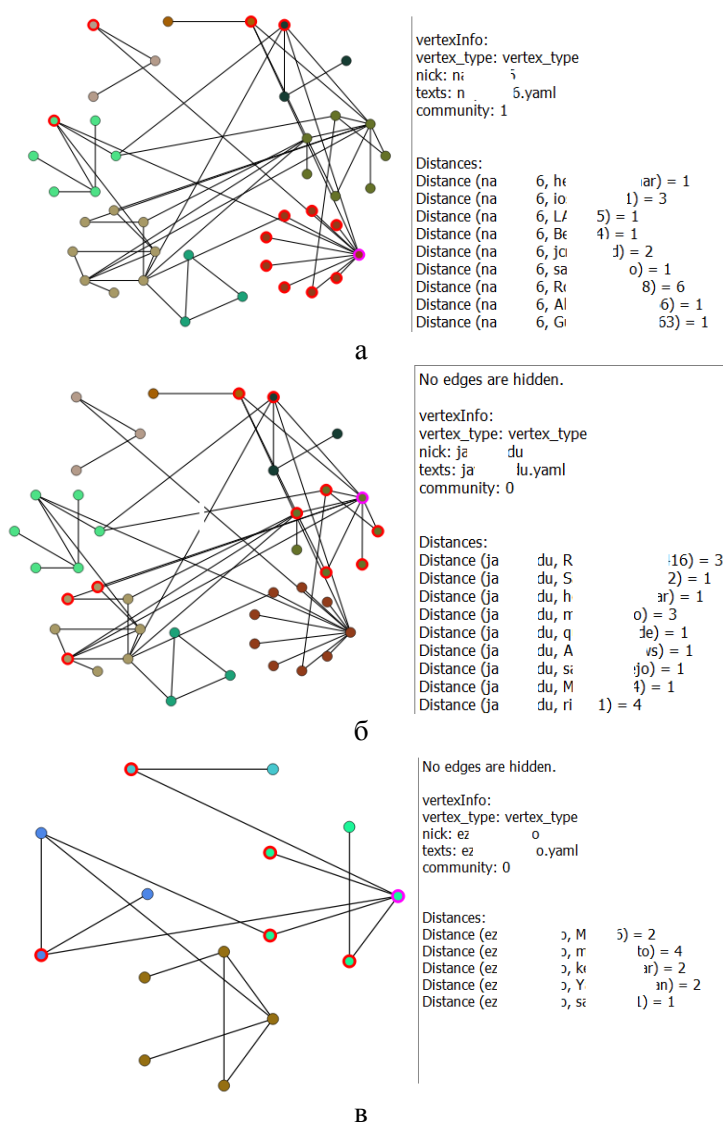 vertexInfo:
vertex_type: vertex_type
nick: na 6
texts: n 6.yaml
community: 1
Distances:
Distance (na 6, he ar) = 1
Distance (na 6, io 1) = 3
Distance (na 6, LA 5) = 1
Distance (na 6, Be 4) = 1
Distance (na 6, jo d) = 2
Distance (na 6, sa o) = 1
Distance (na 6, Ro 8) = 6
Distance (na 6, Al 6) = 1
Distance (na 6, G 63) = 1
а
No edges are hidden.
vertexInfo:
vertex_type: vertex_type
nick: ja du
texts: ja du.yaml
community: 0
Distances:
Distance (ja du, R 416) = 3
Distance (ja du, S 2) = 1
Distance (ja du, h ar) = 1
Distance (ja du, m o) = 3
Distance (ja du, q de) = 1
Distance (ja du, A ws) = 1
Distance (ja du, sa ejo) = 1
Distance (ja du, M 4) = 1
Distance (ja du, ri 1) = 4
б
No edges are hidden.
vertexInfo:
vertex_type: vertex_type
nick: ez o
texts: ez o.yaml
community: 0
Distances:
Distance (ez o, M 5) = 2
Distance (ez o, m to) = 4
Distance (ez o, ke ar) = 2
Distance (ez o, Y an) = 2
Distance (ez o, sa L) = 1
в